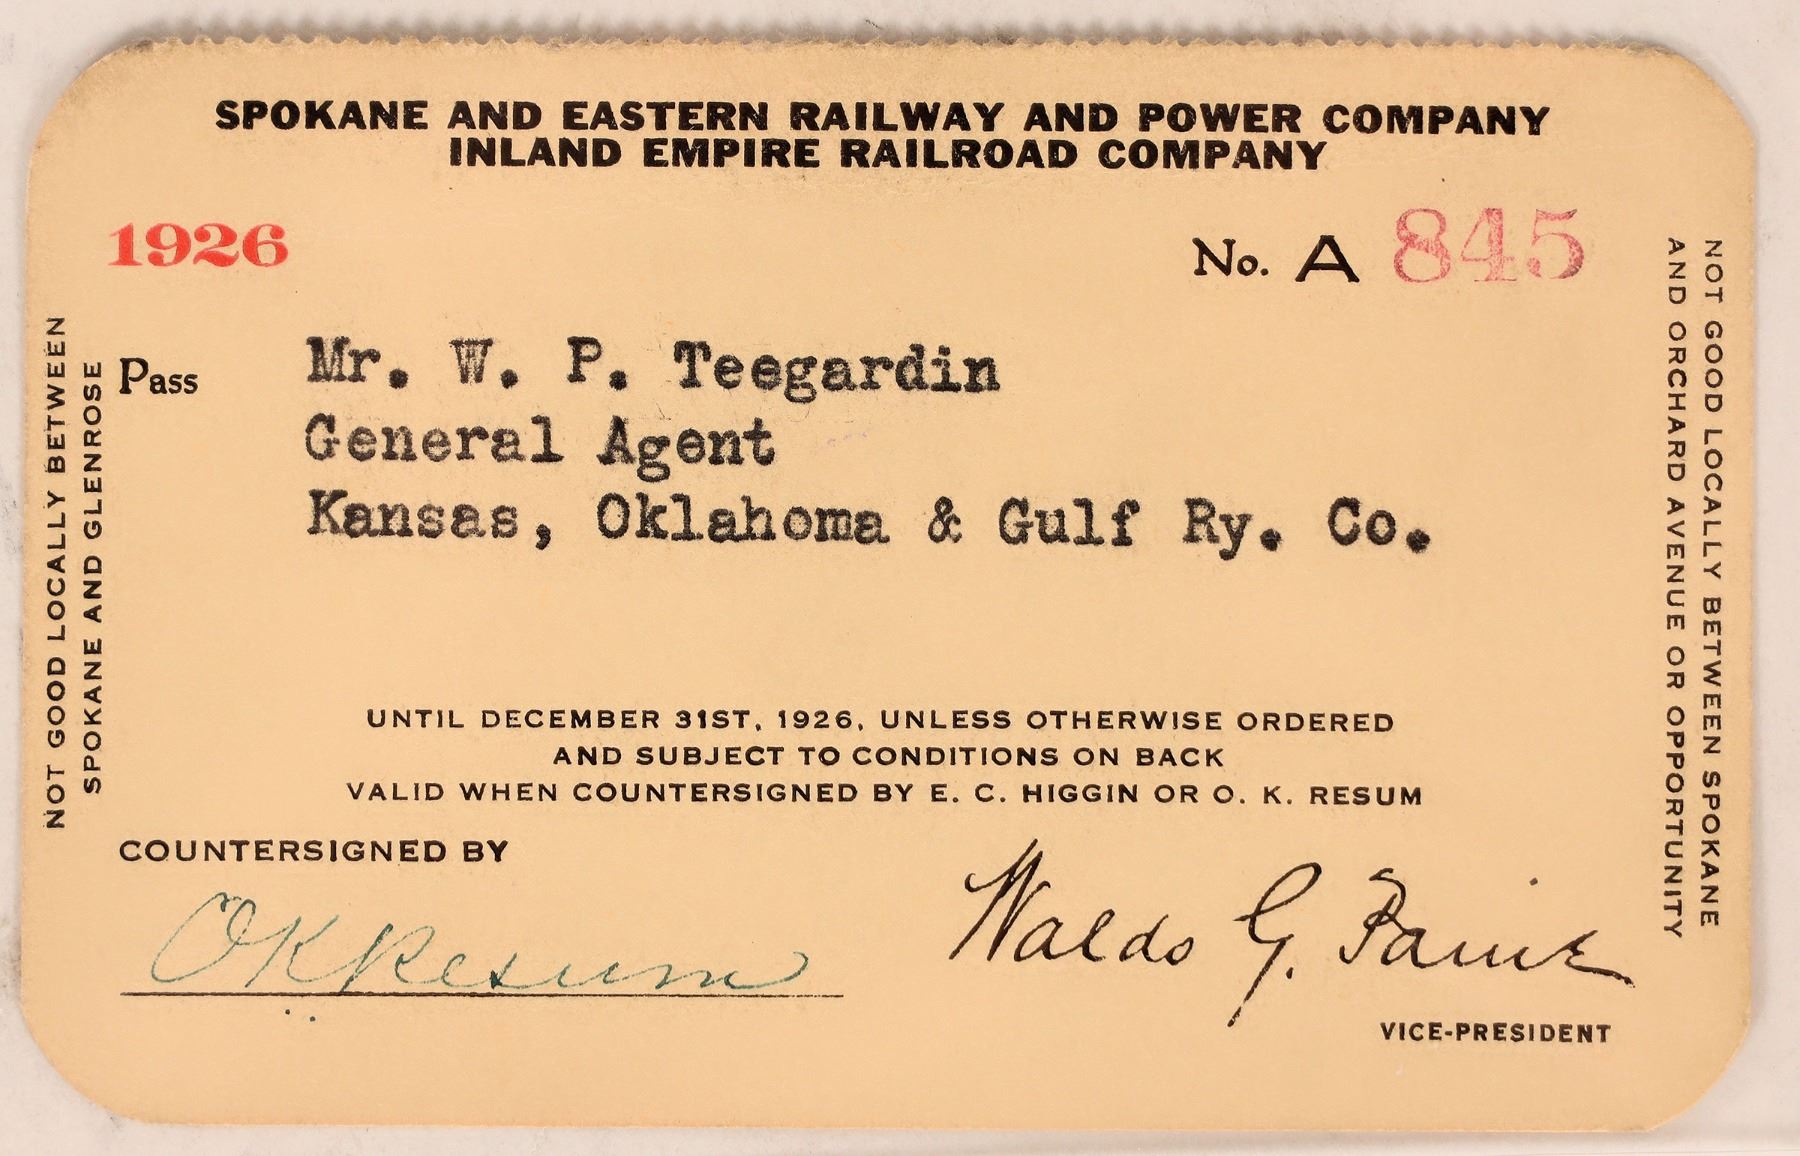 SPOKANE AND EASTERN RAILWAY AND POWER COMPANY
INLAND EMPIRE RAILROAD COMPANY
1926
No. A 845
Pass Mr. W. P. Teegardin
General Agent
Kansas, Oklahoma & Gulf Ry. Co.
UNTIL DECEMBER 31ST, 1926, UNLESS OTHERWISE ORDERED
AND SUBJECT TO CONDITIONS ON BACK
VALID WHEN COUNTERSIGNED BY E. C. HIGGIN OR O. K. RESUM
COUNTERSIGNED BY
OK Resum
Waldo G. Paine
VICE-PRESIDENT
NOT GOOD LOCALLY BETWEEN
SPOKANE AND GLENROSE
NOT GOOD LOCALLY BETWEEN SPOKANE
AND ORCHARD AVENUE OR OPPORTUNITY